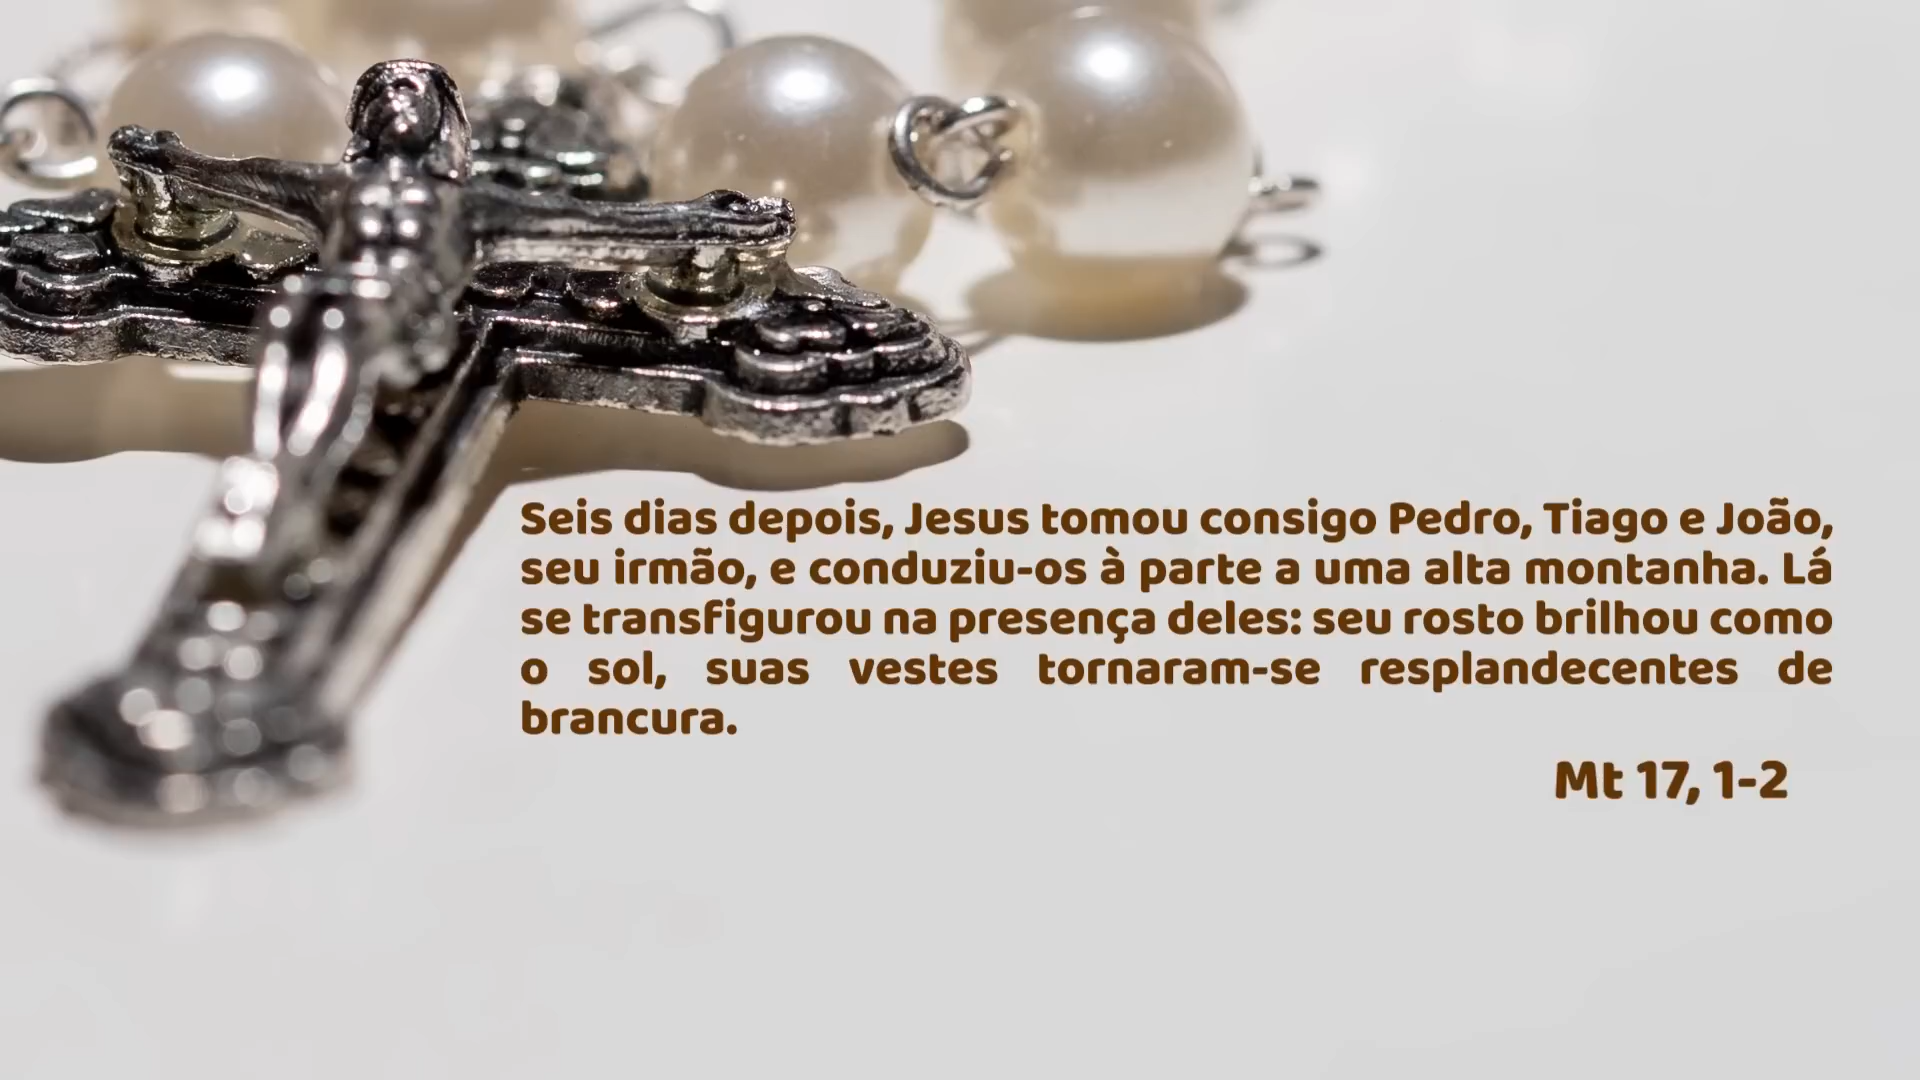 Seis dias depois, Jesus tomou consigo Pedro, Tiago e João,
seu irmão, e conduziu-os à parte a uma alta montanha. Lá
se transfigurou na presença deles: seu rosto brilhou como
o sol, suas vestes tornaram-se resplandecentes de
brancura.
Mt 17, 1-2